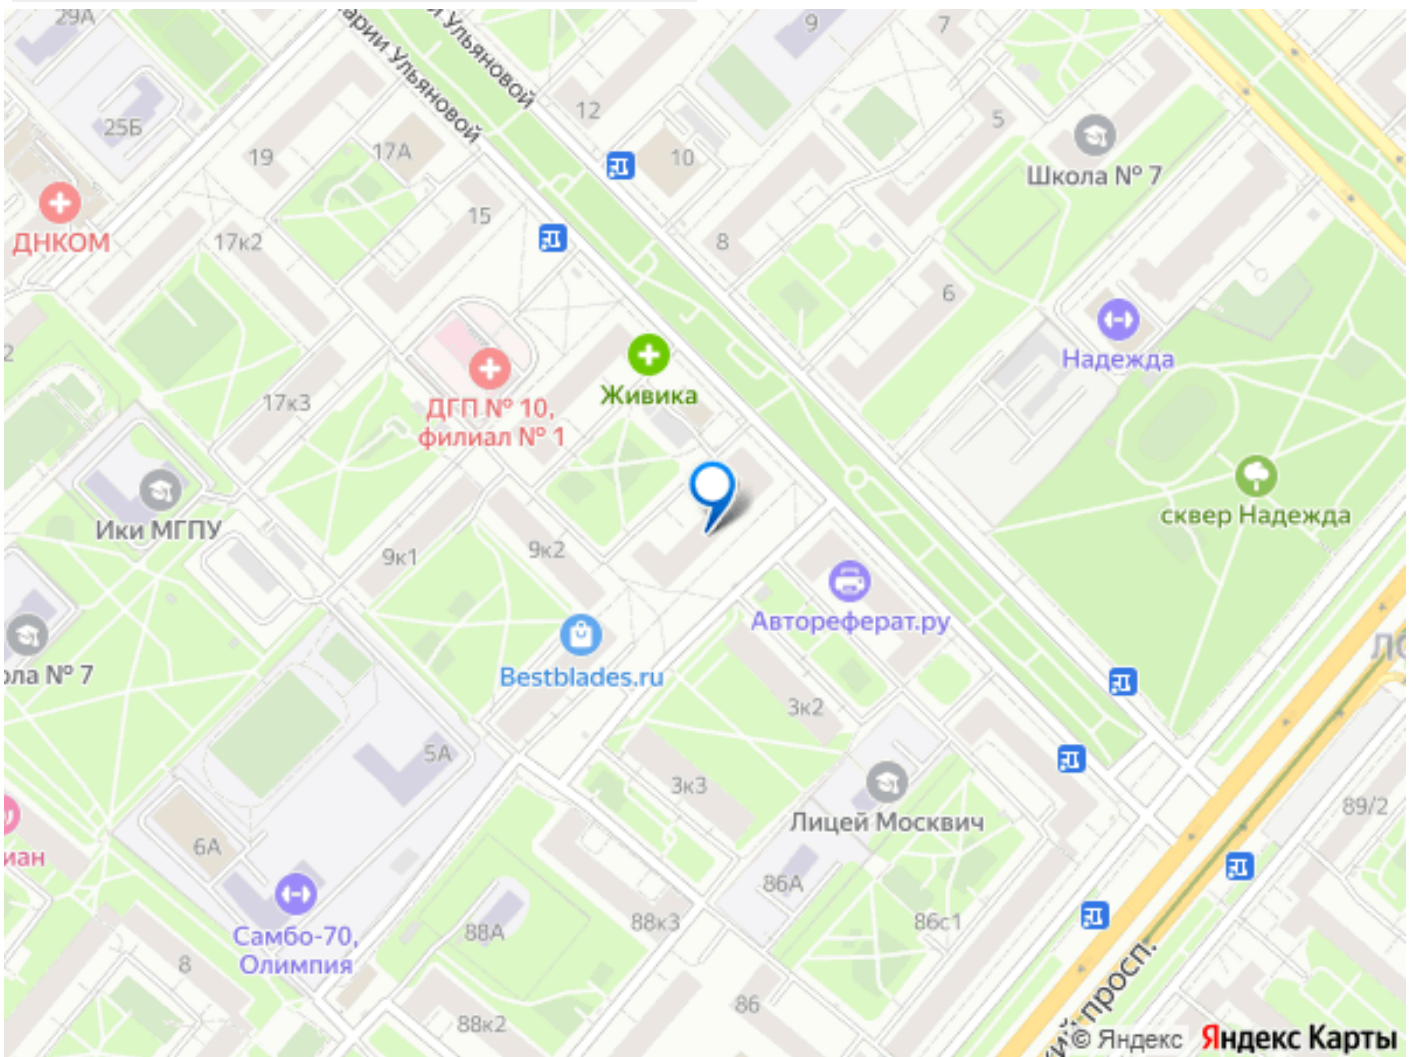 29А
9
7
арии Ульяновой
Ульяновой
25Б
19
17А
12
10
5
Школа № 7
ДНКОМ
17к2
15
8
6
Надежда
Живика
2
17к3
ДГП № 10,
филиал № 1
Ики МГПУ
сквер Надежда
9к1
9к2
Автореферат.ру
ола № 7
Bestblades.ru
3к2
ЛО
5А
3к3
Лицей Москвич
89/2
6А
иан
86А
88А
88к3
86с1
Самбо-70,
Олимпия
8
88к2
86
ий просп.
© Яндекс Яндекс Карты